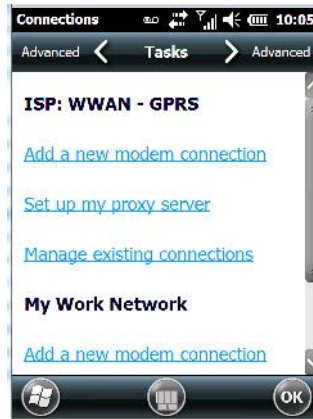 Connections 10:05
Advanced Tasks Advanced
ISP: WWAN - GPRS
Add a new modem connection
Set up my proxy server
Manage existing connections
My Work Network
Add a new modem connection
OK